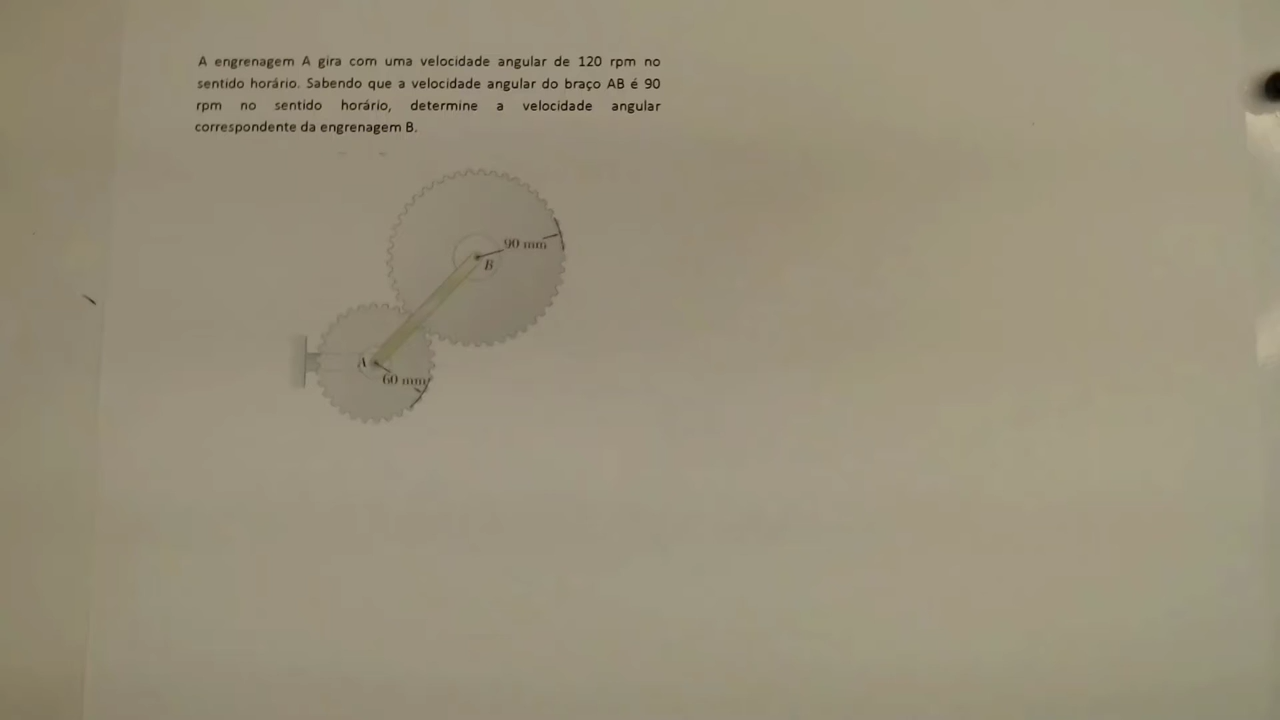 A engrenagem A gira com uma velocidade angular de 120 rpm no
sentido horário. Sabendo que a velocidade angular do braço AB é 90
rpm no sentido horário, determine a velocidade angular
correspondente da engrenagem B.
90 mm
B
A
60 mm